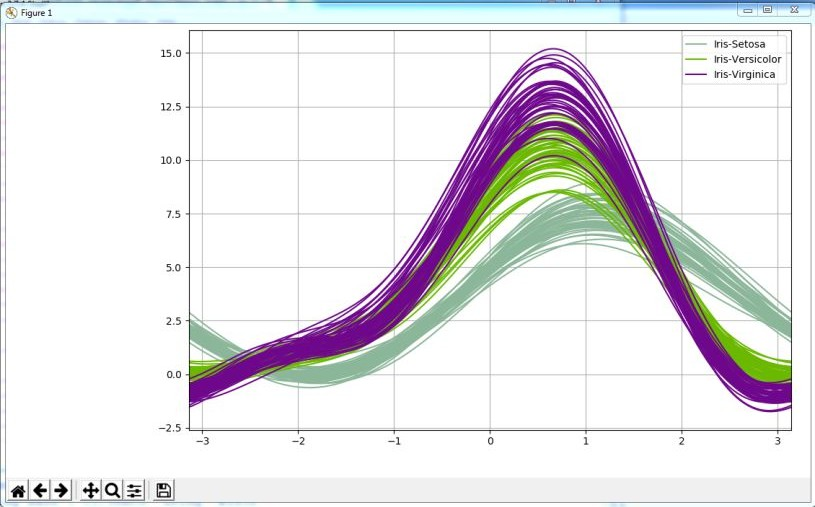 Figure 1
Iris-Setosa
Iris-Versicolor
Iris-Virginica
15.0
12.5
10.0
7.5
5.0
2.5
0.0
−2.5
−3 −2 −1 0 1 2 3